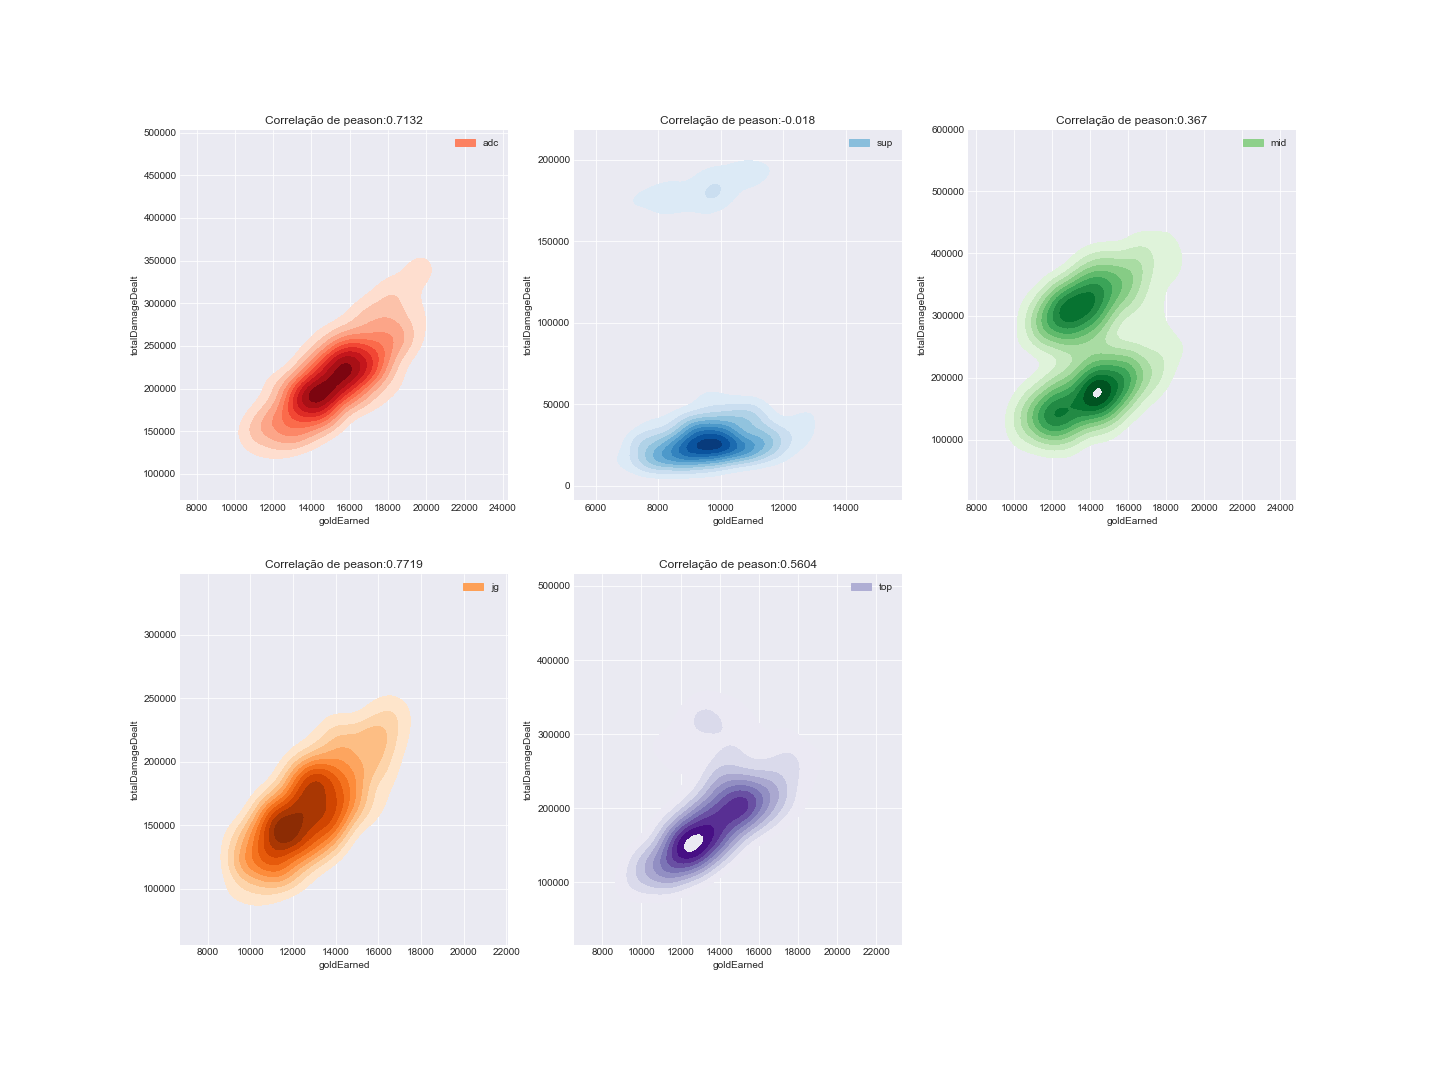 Correlação de peason:0.7132
adc
500000
450000
400000
350000
300000
250000
200000
150000
100000
totalDamageDealt
8000 10000 12000 14000 16000 18000 20000 22000 24000
goldEarned
Correlação de peason:-0.018
sup
200000
150000
100000
50000
0
totalDamageDealt
6000 8000 10000 12000 14000
goldEarned
Correlação de peason:0.367
mid
600000
500000
400000
300000
200000
100000
totalDamageDealt
8000 10000 12000 14000 16000 18000 20000 22000 24000
goldEarned
Correlação de peason:0.7719
jg
300000
250000
200000
150000
100000
totalDamageDealt
8000 10000 12000 14000 16000 18000 20000 22000
goldEarned
Correlação de peason:0.5604
top
500000
400000
300000
200000
100000
totalDamageDealt
8000 10000 12000 14000 16000 18000 20000 22000
goldEarned